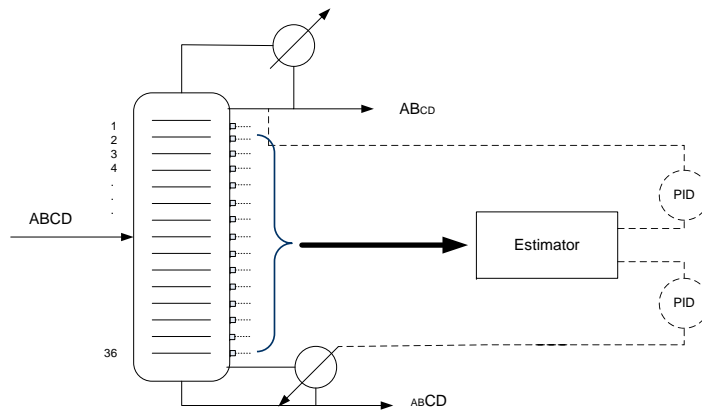 ABCD
1
2
3
4
.
.
.
36
ABCD
Estimator
PID
PID
ABCD